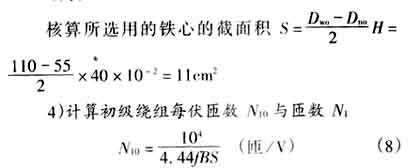 核算所选用的铁心的截面积 S = (Dwo − Dno)/2 H =
(110 − 55)/2 × 40 × 10⁻² = 11cm²
4)计算初级绕组每伏匝数 N10 与匝数 N1
N10 = 10⁴/4.44fBS (匝/V) (8)